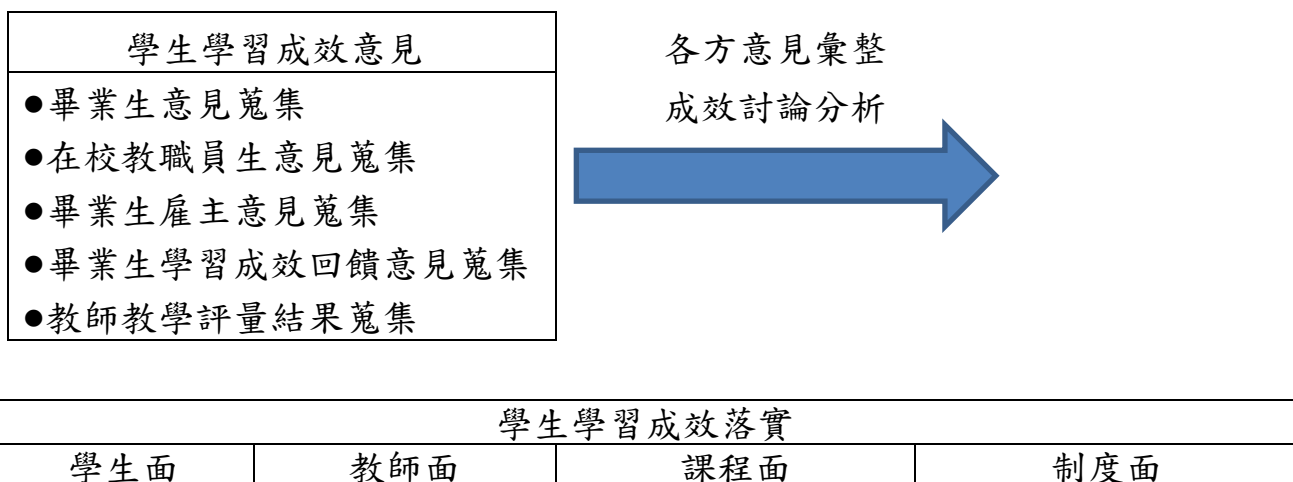 學生學習成效意見
●畢業生意見蒐集
●在校教職員生意見蒐集
●畢業生雇主意見蒐集
●畢業生學習成效回饋意見蒐集
●教師教學評量結果蒐集
各方意見彙整
成效討論分析
學生學習成效落實
學生面 教師面 課程面 制度面